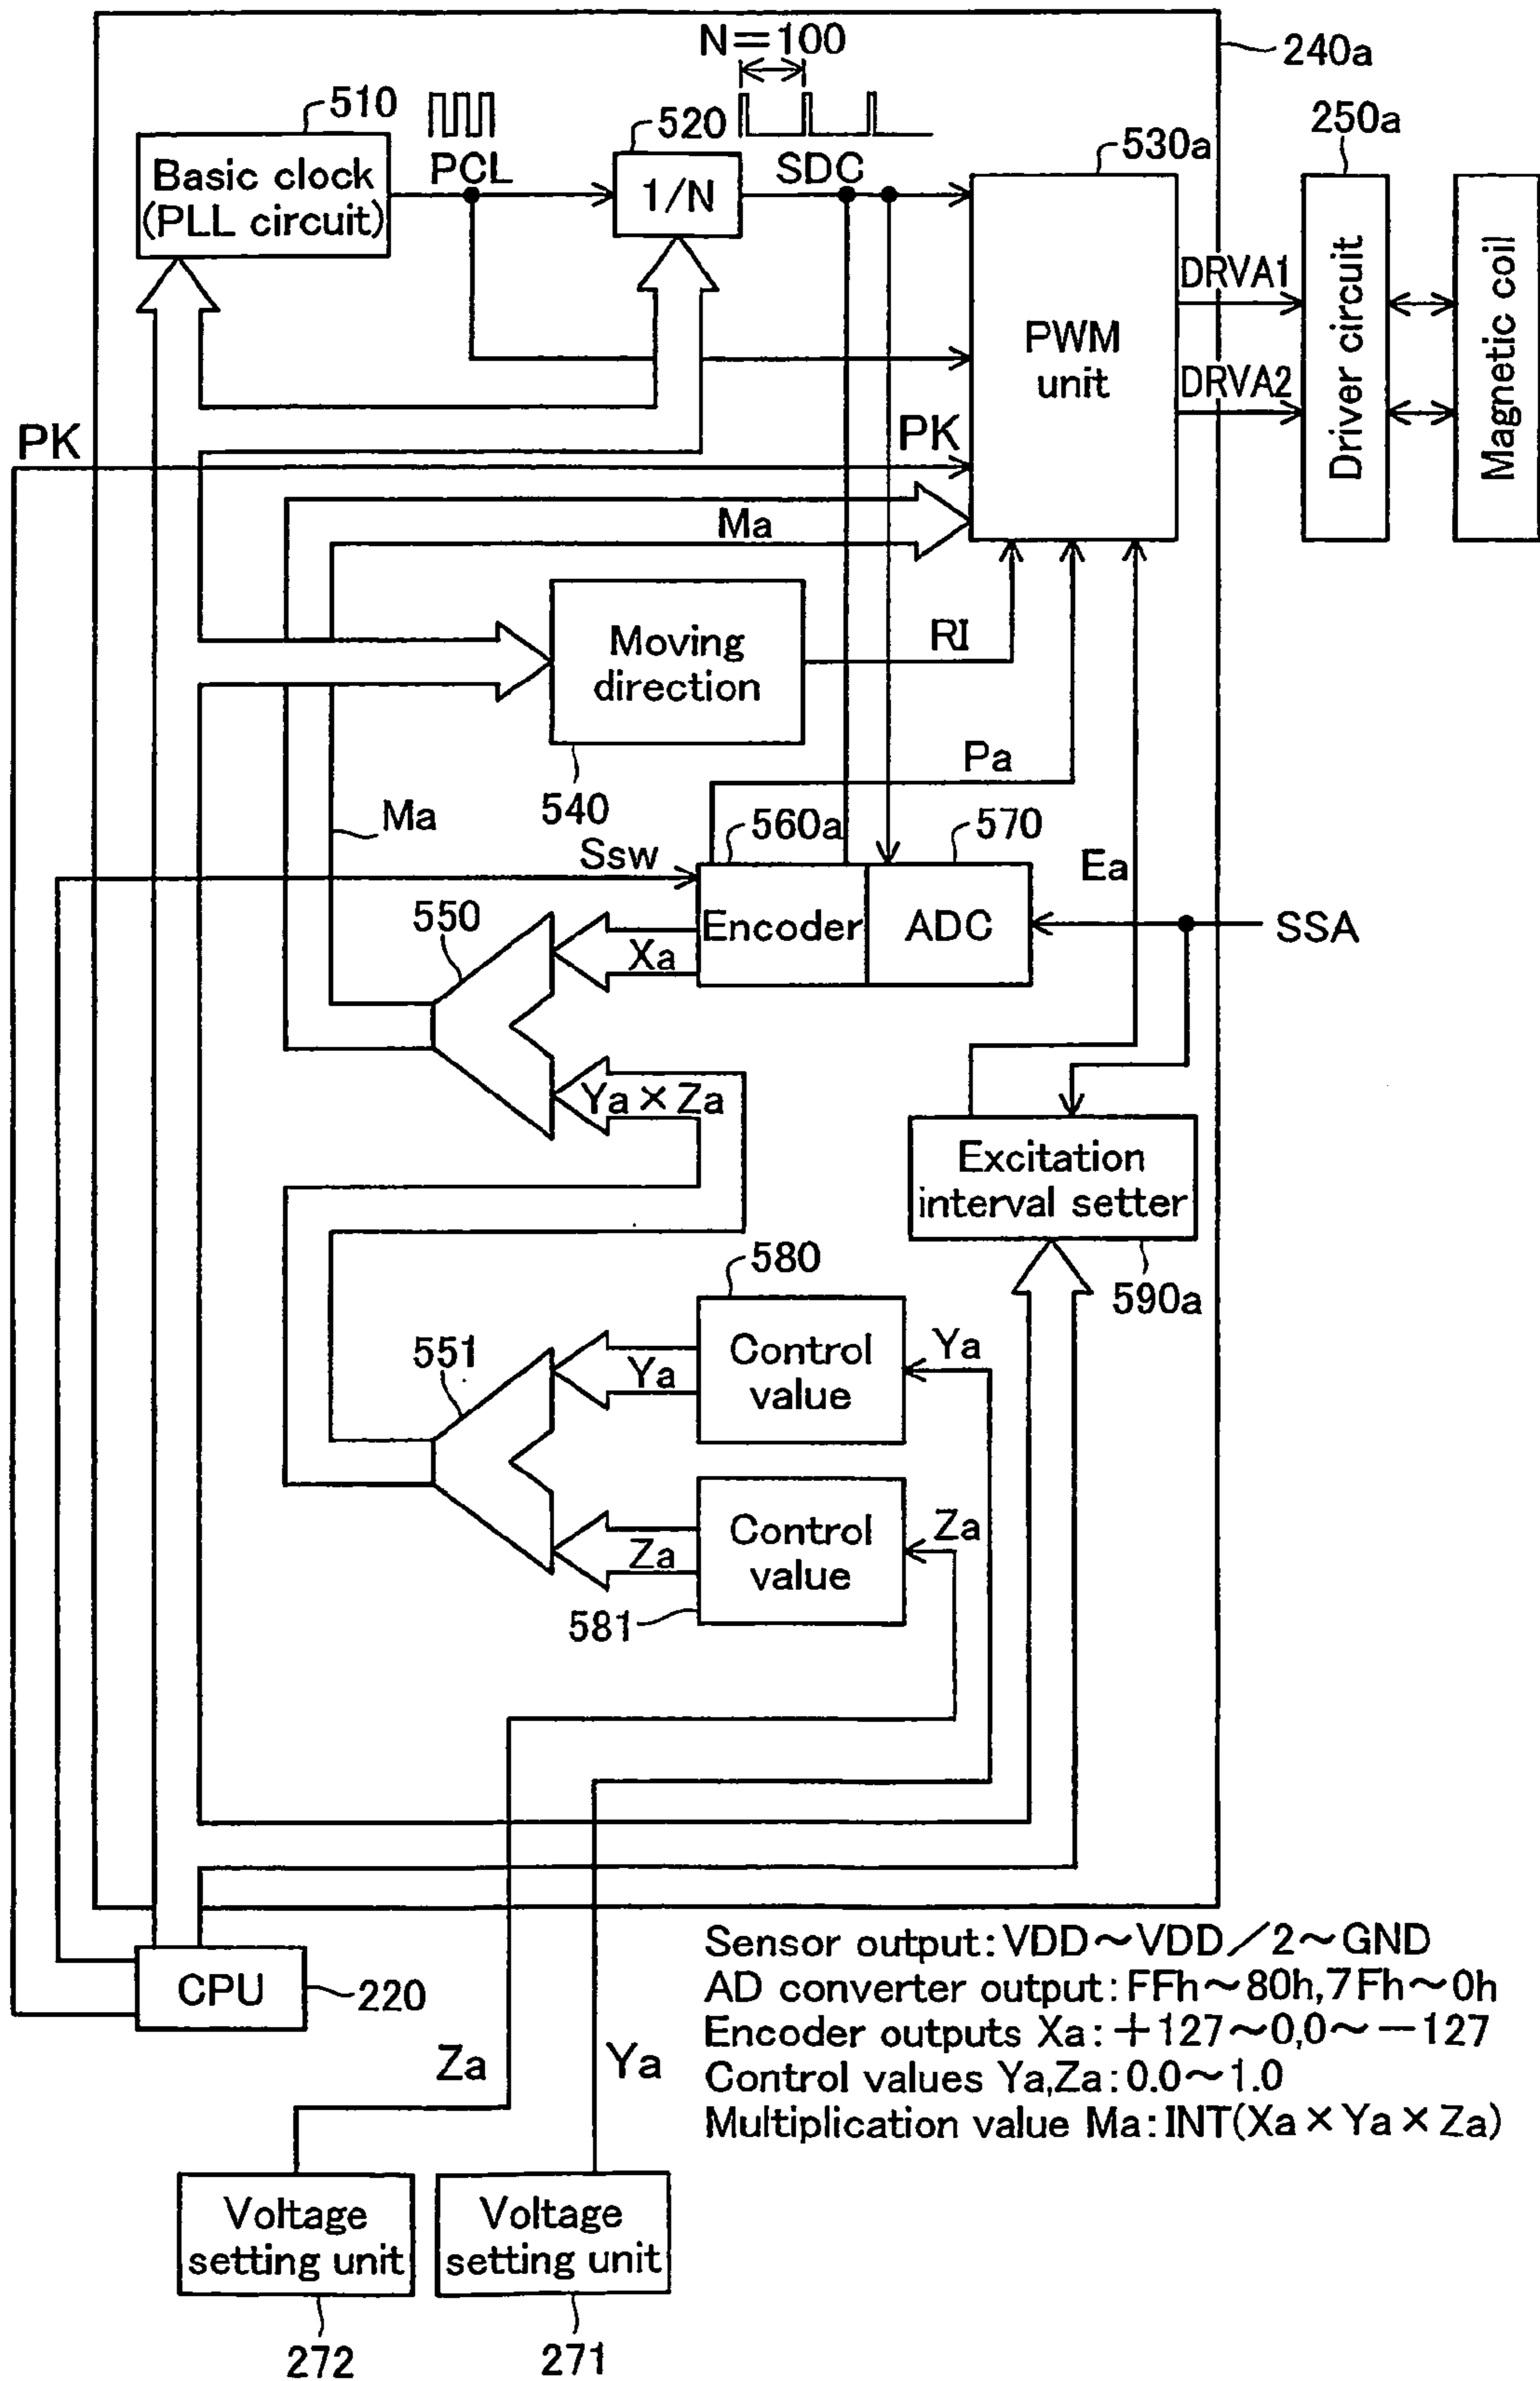 N=100
240a
510
520
250a
530a
Basic clock
(PLL circuit)
PCL
1/N
SDC
PWM
unit
DRVA1
DRVA2
Driver circuit
Magnetic coil
PK
PK
Ma
Moving
direction
RI
540
Pa
Ma
560a
570
Ssw
Ea
550
Encoder
ADC
SSA
Xa
Ya×Za
Excitation
interval setter
580
590a
551
Ya
Control
value
Ya
Za
Control
value
Za
581
CPU
220
Sensor output:VDD~VDD/2~GND
AD converter output:FFh~80h,7Fh~0h
Encoder outputs Xa:+127~0,0~-127
Control values Ya,Za:0.0~1.0
Multiplication value Ma:INT(Xa×Ya×Za)
Za
Ya
Voltage
setting unit
Voltage
setting unit
272
271